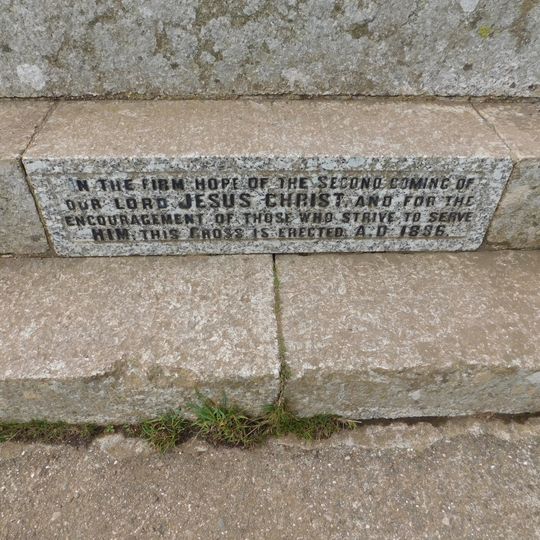 IN THE FIRM HOPE OF THE SECOND COMING OF
OUR LORD JESUS CHRIST, AND FOR THE
ENCOURAGEMENT OF THOSE WHO STRIVE TO SERVE
HIM, THIS CROSS IS ERECTED. A.D. 1896.